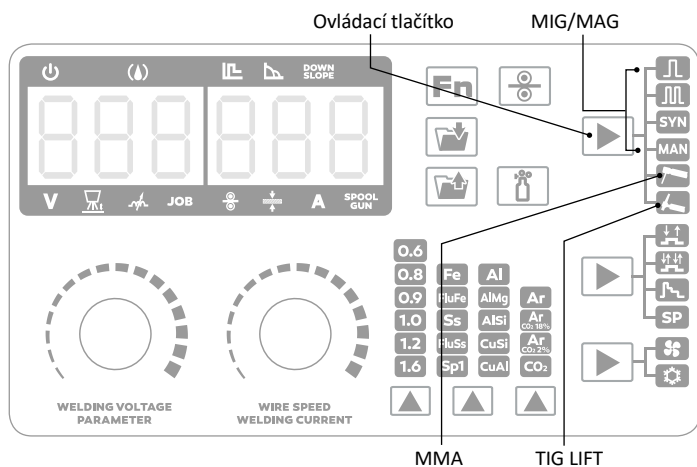 Ovládací tlačítko MIG/MAG
DOWN
SLOPE
888 888
V JOB A SPOOL
GUN
Fn
SYN
MAN
SP
0.6
0.8 Fe Al
0.9 FluFe AlMg Ar
1.0 Ss AlSi Ar
CO₂ 18%
1.2 FluSs CuSi Ar
CO₂ 2%
1.6 Sp1 CuAl CO₂
WELDING VOLTAGE
PARAMETER
WIRE SPEED
WELDING CURRENT
MMA TIG LIFT